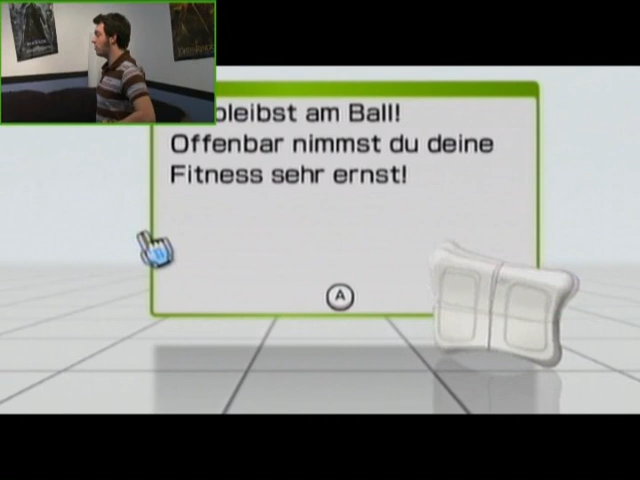 bleibst am Ball!
Offenbar nimmst du deine
Fitness sehr ernst!
A